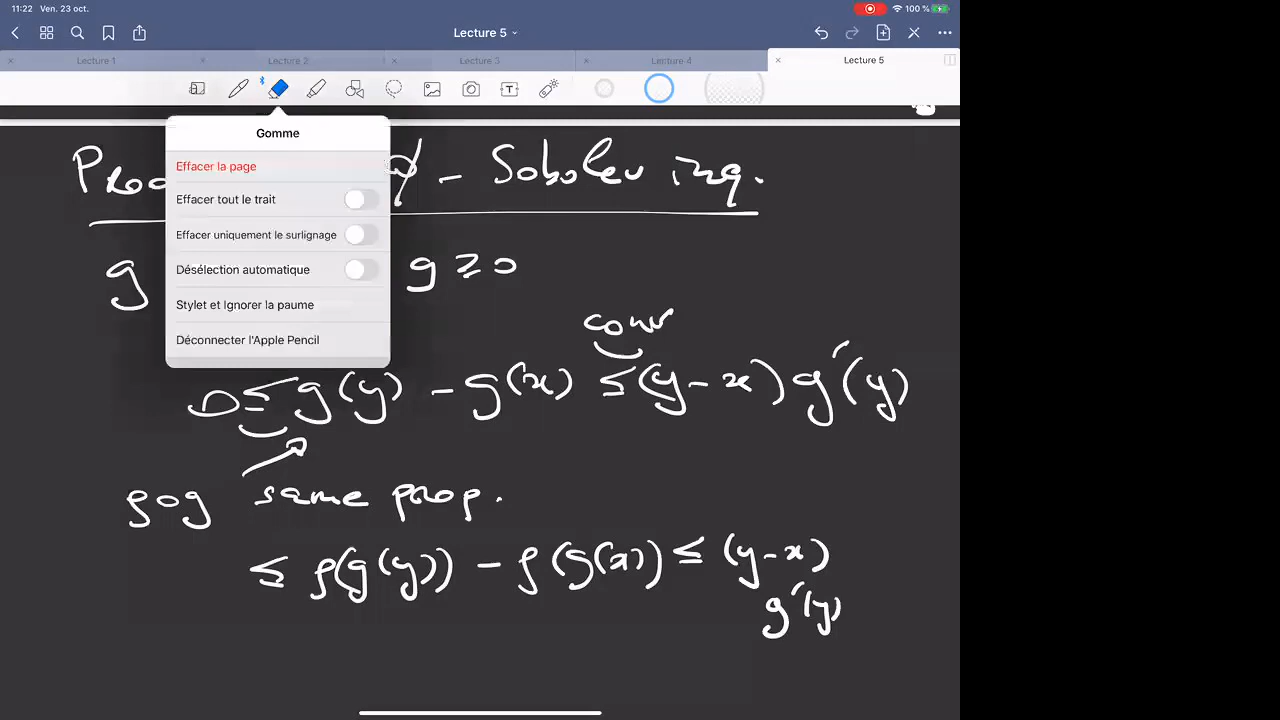 11:22 Ven. 23 oct.
100 %
Lecture 5
Lecture 1
Lecture 2
Lecture 3
Lecture 4
Lecture 5
T
Gomme
Effacer la page
Effacer tout le trait
Effacer uniquement le surlignage
Désélection automatique
Stylet et Ignorer la paume
Déconnecter l'Apple Pencil
- Sobolev inq.
g g ≥ 0
conv
0 ≤ g(y) - g(x) ≤ (y-x) g'(y)
ρog same prop.
≤ ρ(g(y)) - ρ(g(x)) ≤ (y-x)
g'(y)